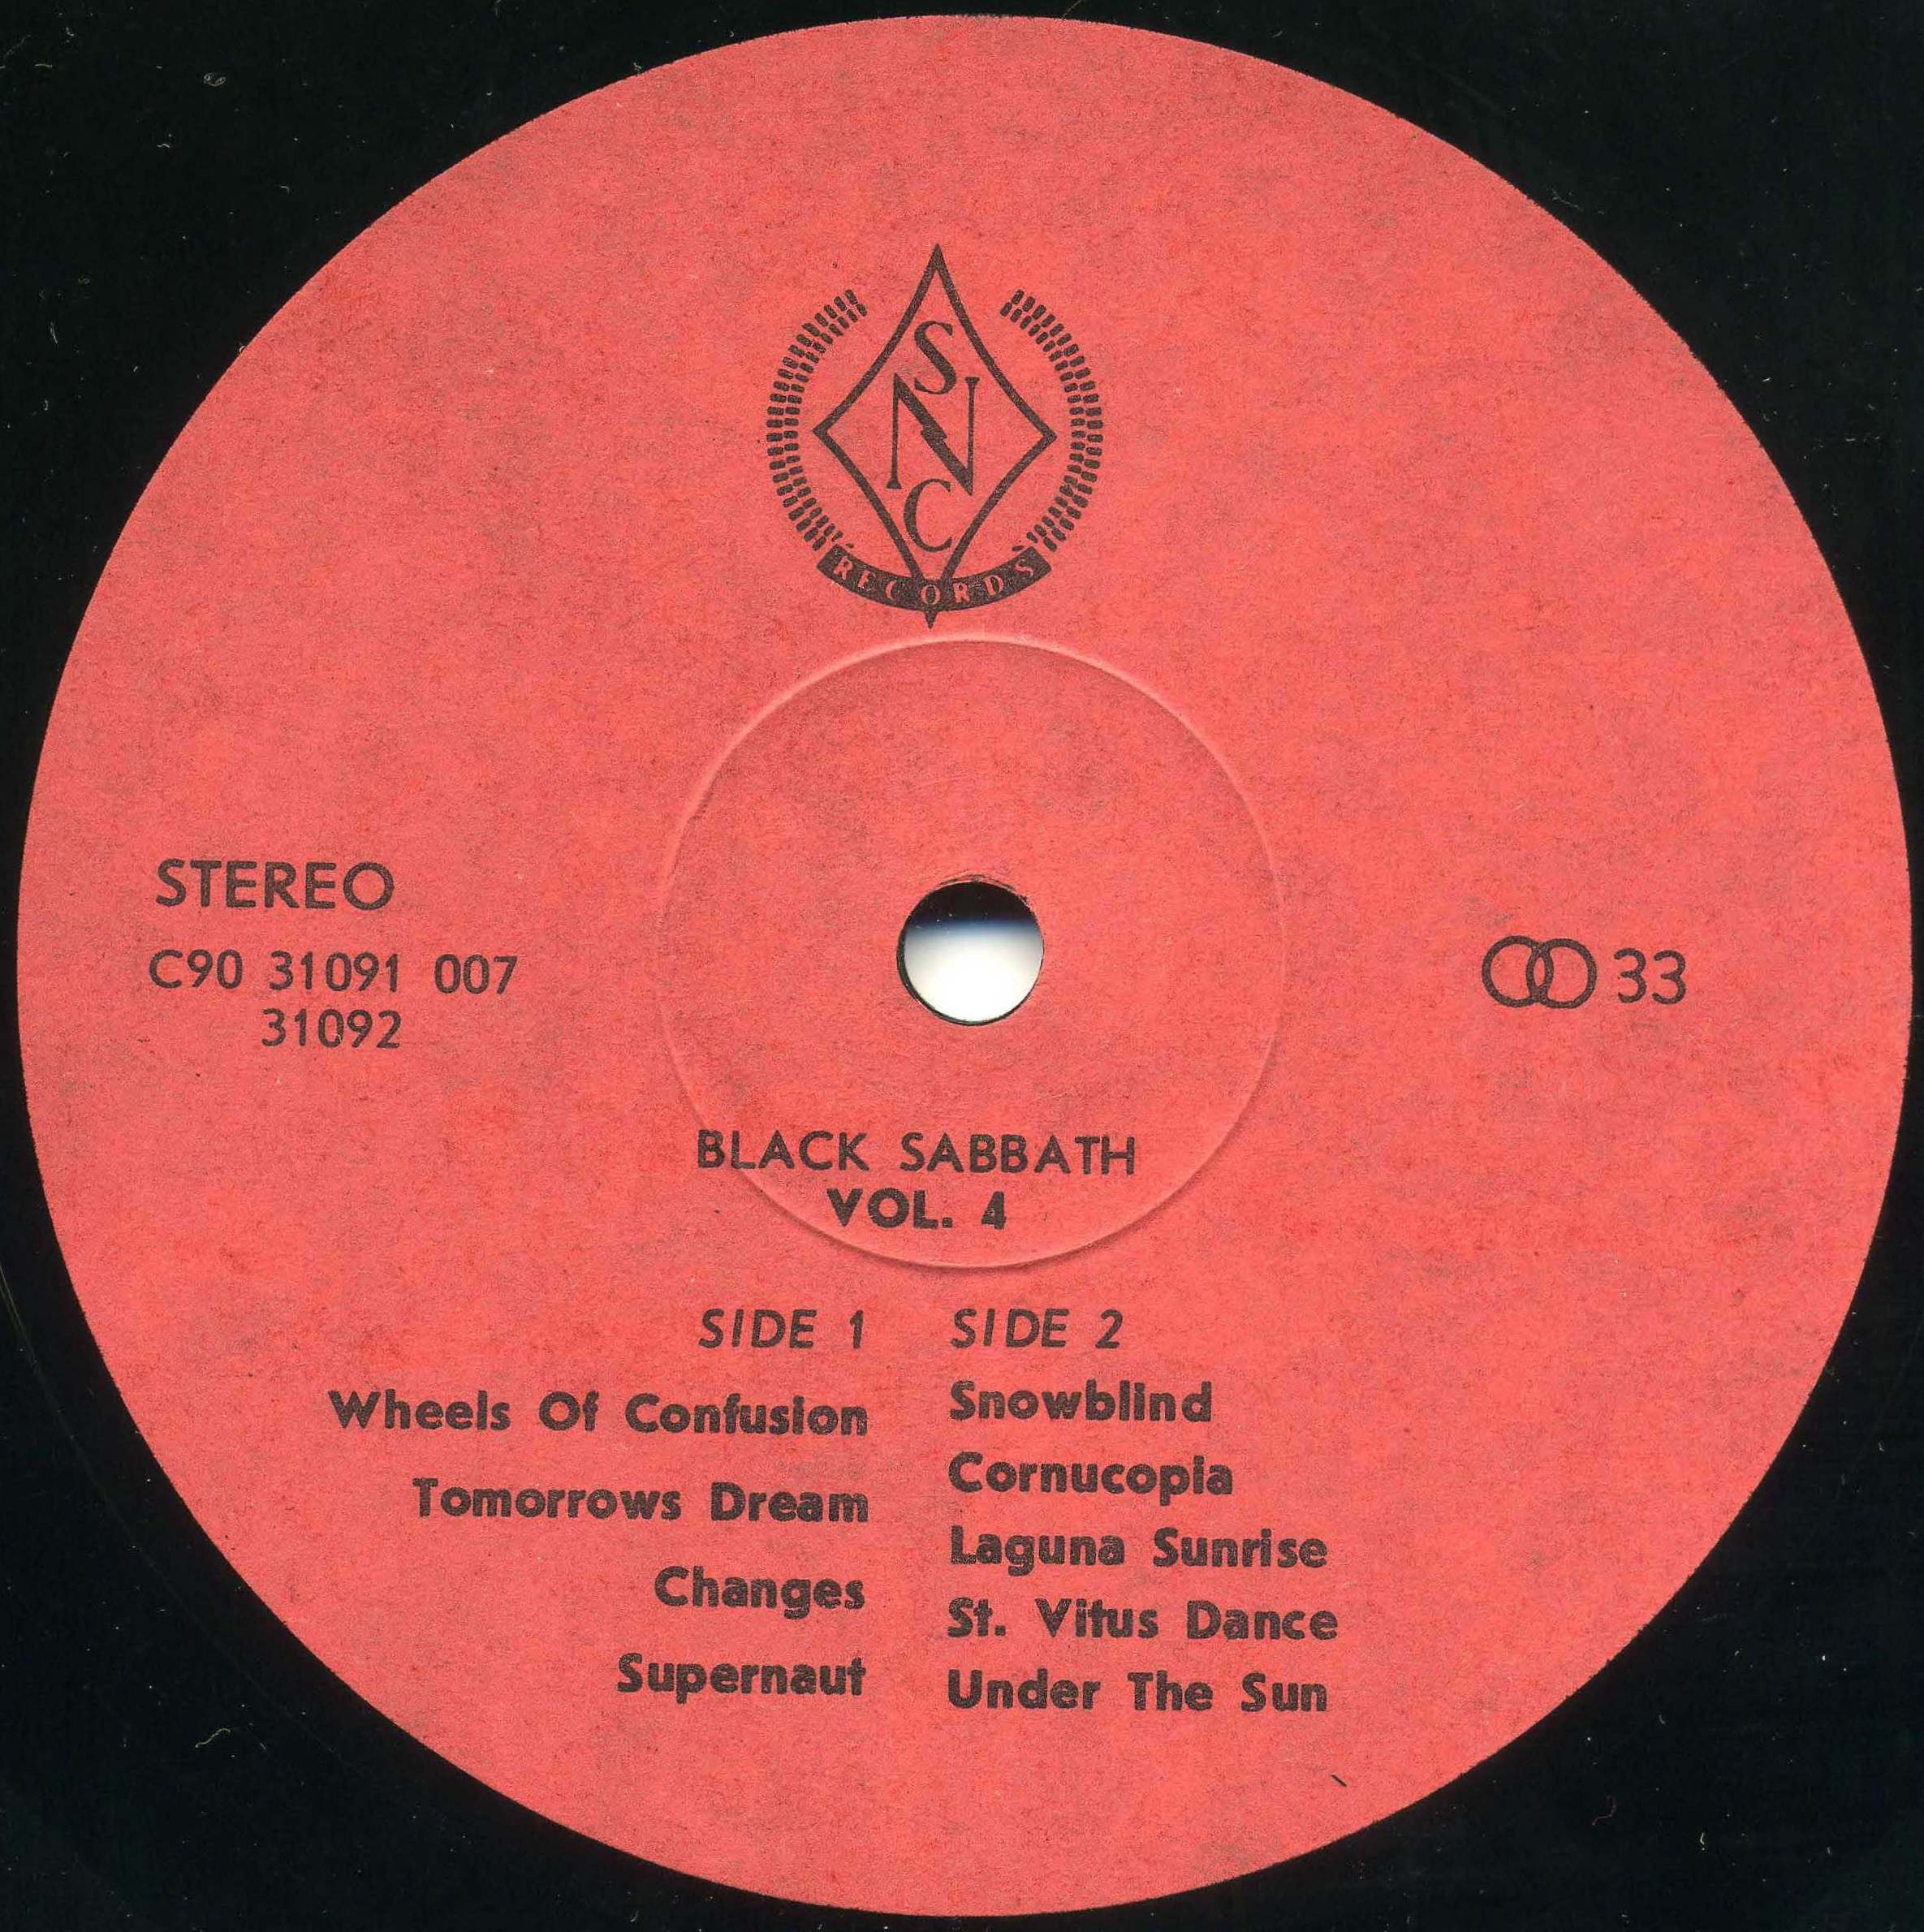 S
N
C
RECORDS
STEREO
C90 31091 007
31092
33
BLACK SABBATH
VOL. 4
SIDE 1
Wheels Of Confusion
Tomorrows Dream
Changes
Supernaut
SIDE 2
Snowblind
Cornucopia
Laguna Sunrise
St. Vitus Dance
Under The Sun